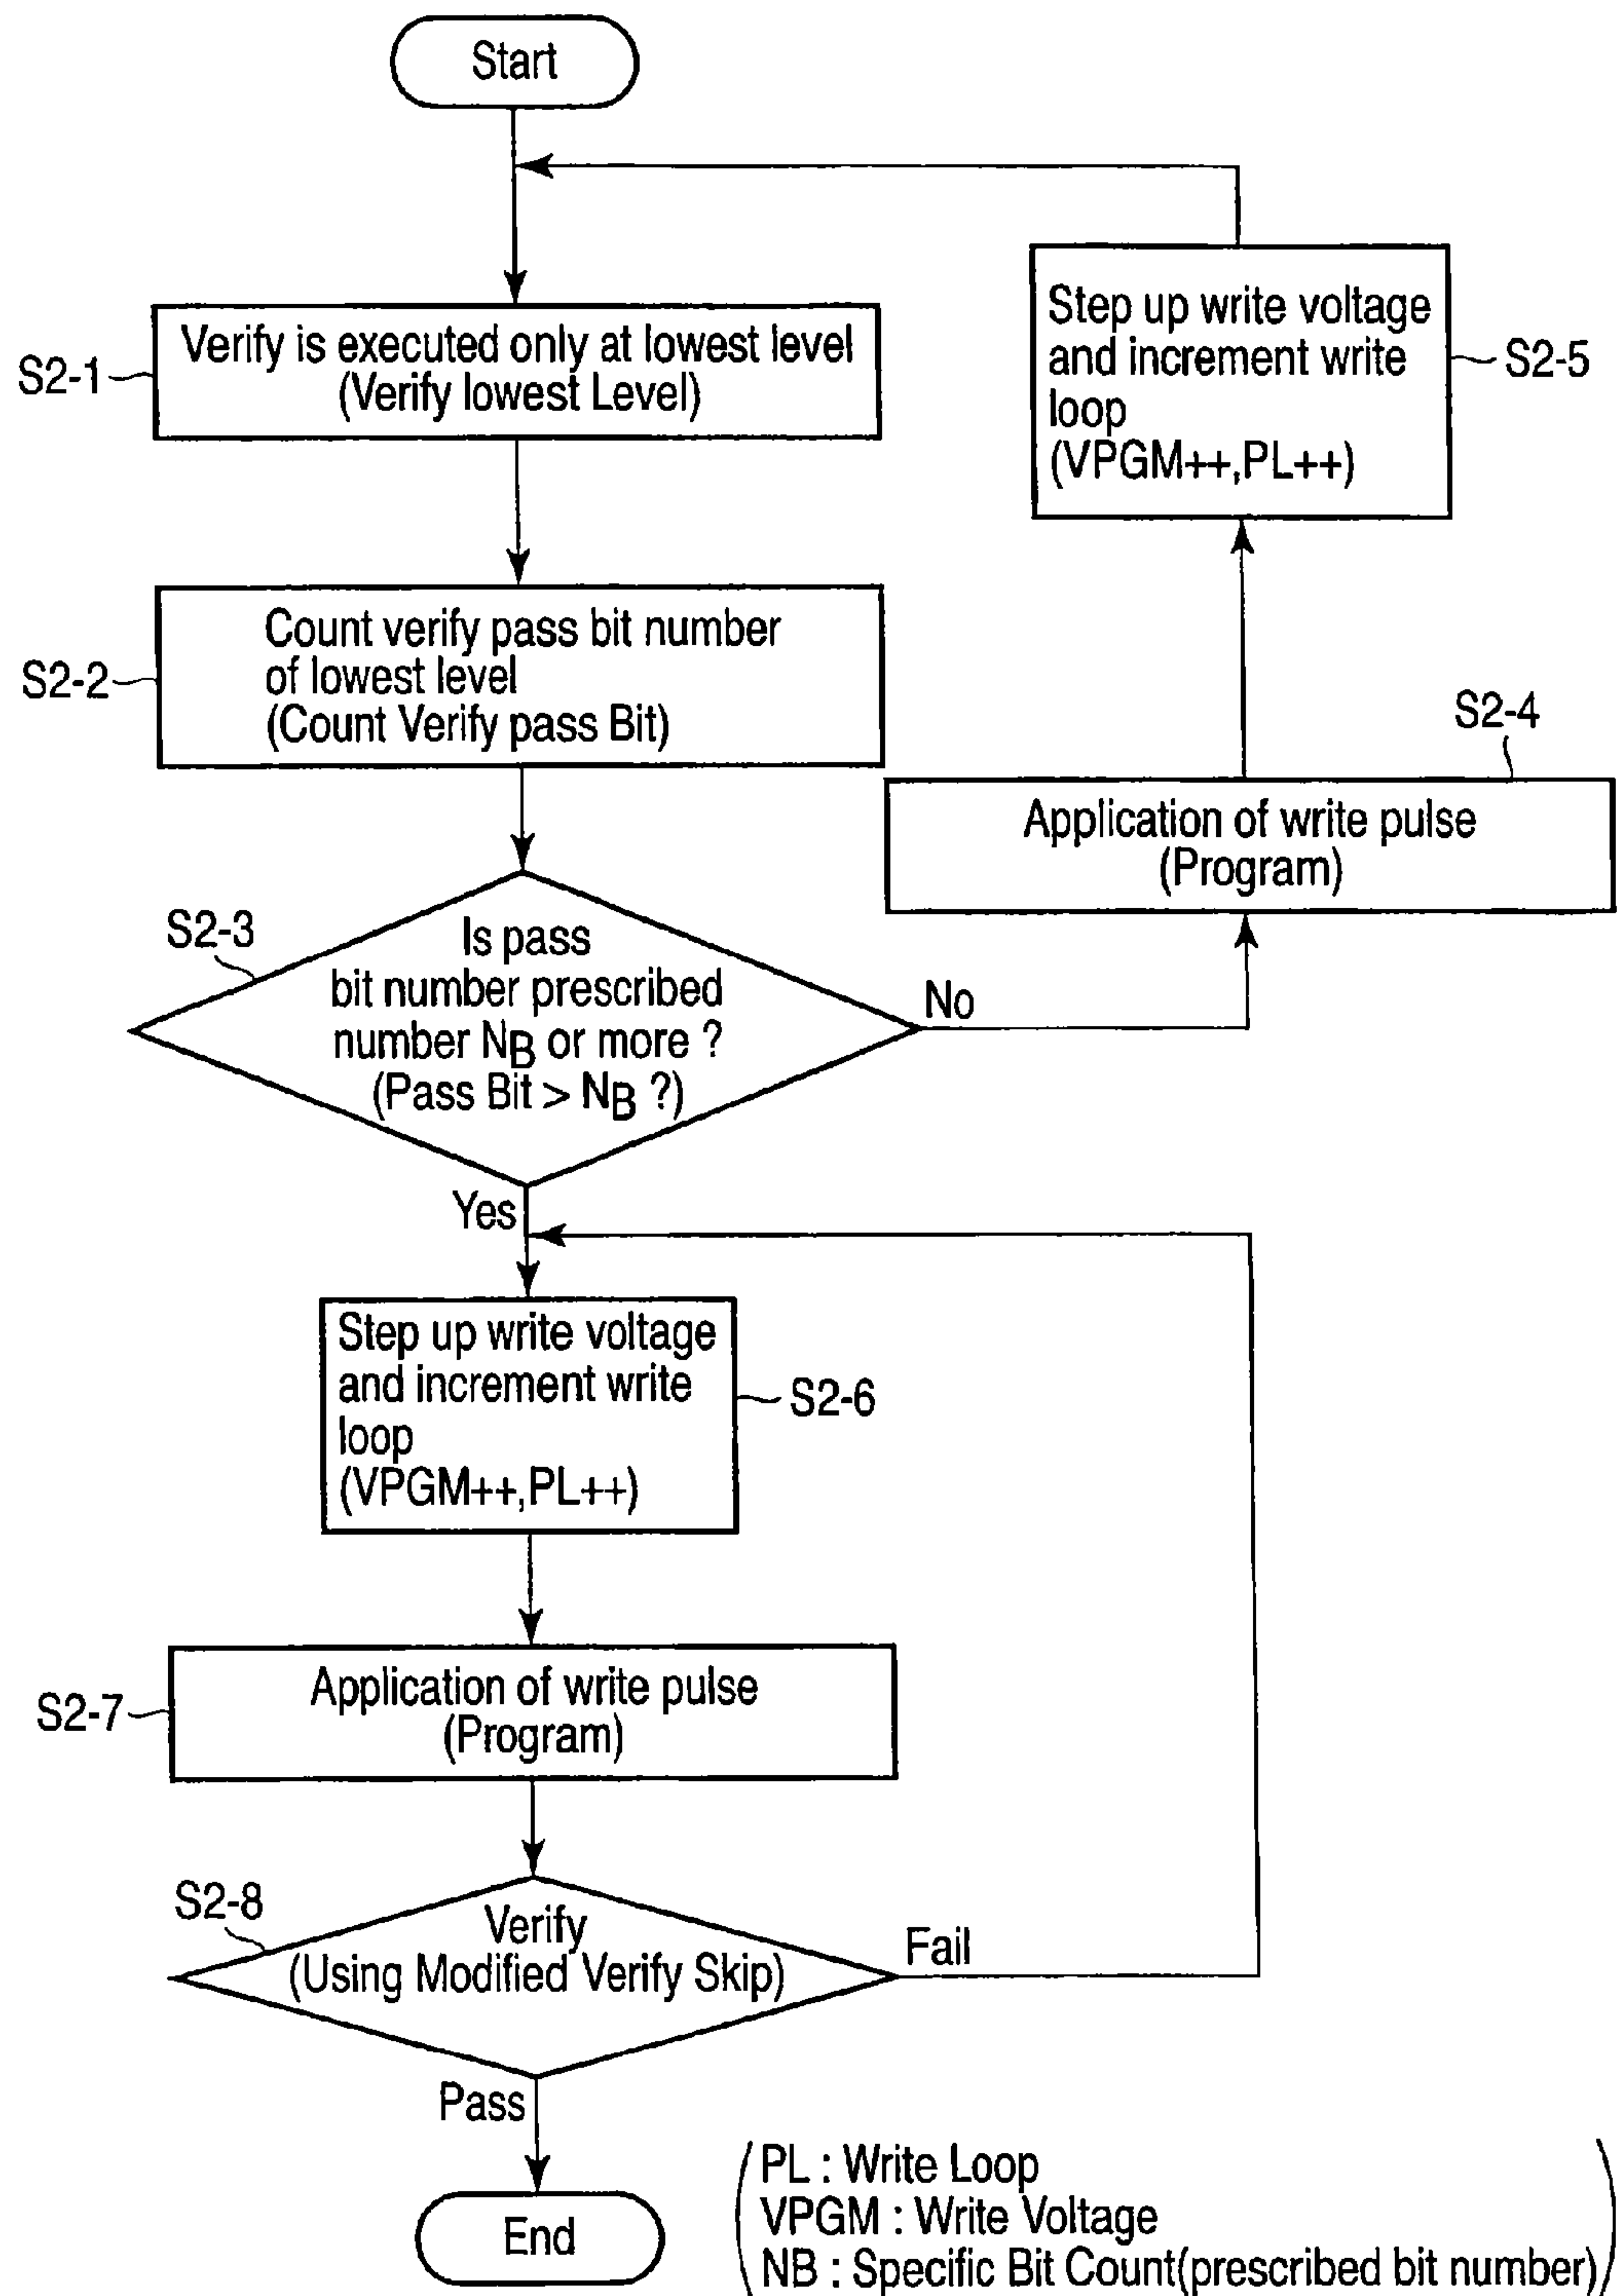 Start
S2-1
Verify is executed only at lowest level
(Verify lowest Level)
S2-2
Count verify pass bit number
of lowest level
(Count Verify pass Bit)
S2-3
Is pass
bit number prescribed
number NB or more ?
(Pass Bit > NB ?)
No
S2-4
Application of write pulse
(Program)
Step up write voltage
and increment write
loop
(VPGM++,PL++)
S2-5
Yes
Step up write voltage
and increment write
loop
(VPGM++,PL++)
S2-6
S2-7
Application of write pulse
(Program)
S2-8
Verify
(Using Modified Verify Skip)
Fail
Pass
End
(PL : Write Loop
VPGM : Write Voltage
NB : Specific Bit Count(prescribed bit number))